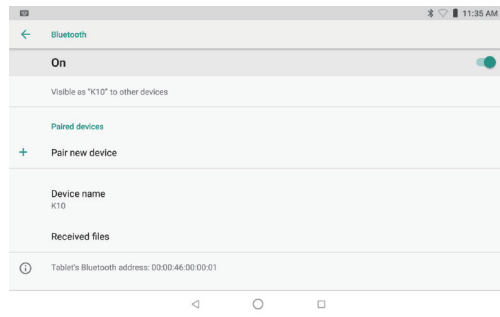 11:35 AM
Bluetooth
On
Visible as "K10" to other devices
Paired devices
Pair new device
Device name
K10
Received files
Tablet's Bluetooth address: 00:00:46:00:00:01